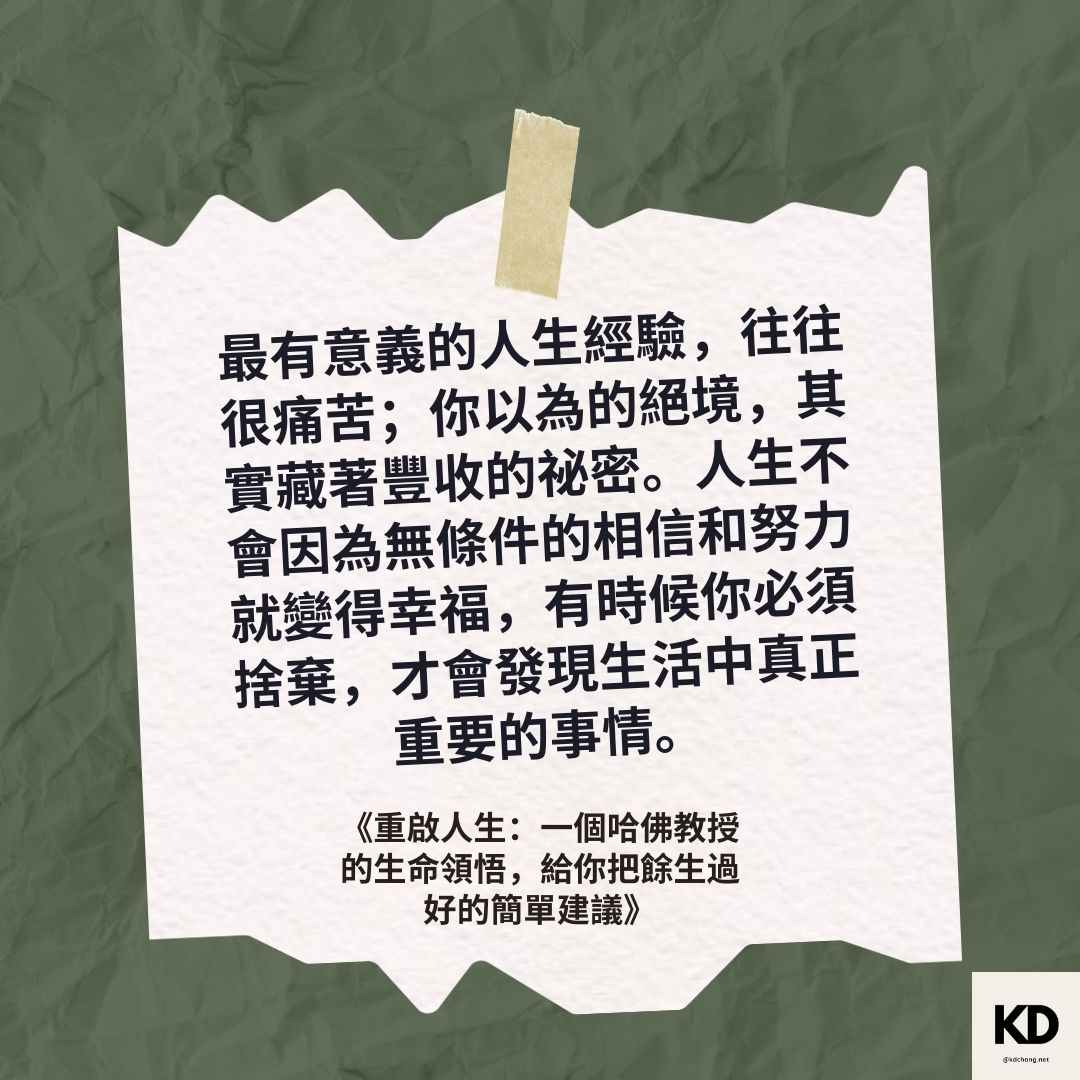 最有意義的人生經驗，往往
很痛苦；你以為的絕境，其
實藏著豐收的祕密。人生不
會因為無條件的相信和努力
就變得幸福，有時候你必須
捨棄，才會發現生活中真正
重要的事情。
《重啟人生：一個哈佛教授
的生命領悟，給你把餘生過
好的簡單建議》
KD
@kdchang.net